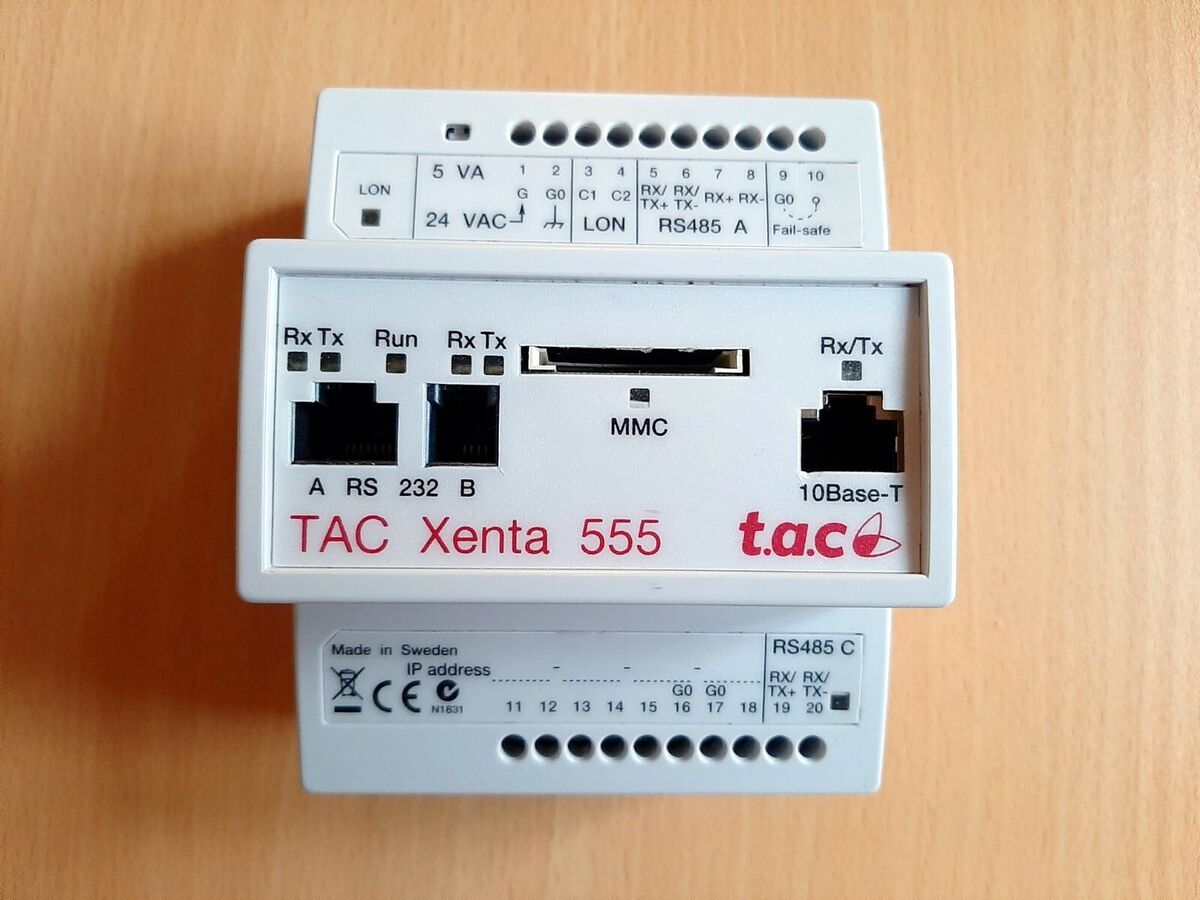 LON
5 VA 1 2 3 4 5 6 7 8 9 10
G G0 C1 C2 RX/ TX+ RX/ TX- RX+ RX- G0
24 VAC LON RS485 A Fail-safe
Rx Tx Run Rx Tx Rx/Tx
MMC
A RS 232 B 10Base-T
TAC Xenta 555 t.a.c
Made in Sweden RS485 C
IP address - - -
CE N1831 G0 G0 RX/ TX+ RX/ TX-
11 12 13 14 15 16 17 18 19 20